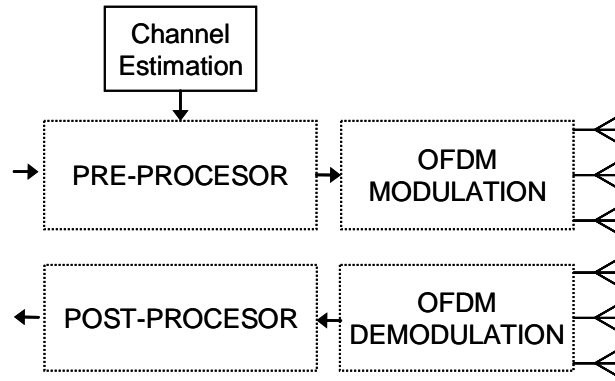 Channel
Estimation
PRE-PROCESOR
OFDM
MODULATION
POST-PROCESOR
OFDM
DEMODULATION